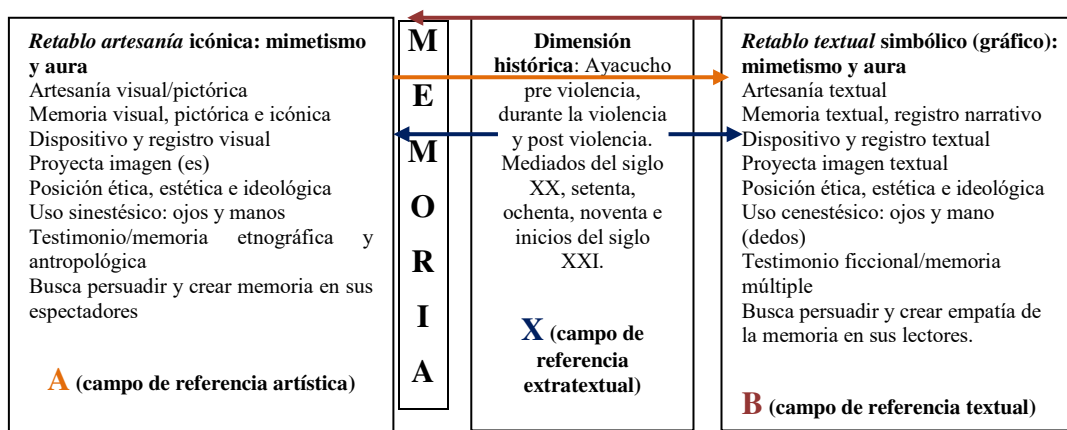 Retablo artesanía icónica: mimetismo
y aura
Artesanía visual/pictórica
Memoria visual, pictórica e icónica
Dispositivo y registro visual
Proyecta imagen (es)
Posición ética, estética e ideológica
Uso sinestésico: ojos y manos
Testimonio/memoria etnográfica y
antropológica
Busca persuadir y crear memoria en sus
espectadores
A (campo de referencia artística)
M
E
M
O
R
I
A
Dimensión
histórica: Ayacucho
pre violencia,
durante la violencia
y post violencia.
Mediados del siglo
XX, setenta,
ochenta, noventa e
inicios del siglo
XXI.
X (campo de
referencia
extratextual)
Retablo textual simbólico (gráfico):
mimetismo y aura
Artesanía textual
Memoria textual, registro narrativo
Dispositivo y registro textual
Proyecta imagen textual
Posición ética, estética e ideológica
Uso cenestésico: ojos y mano
(dedos)
Testimonio ficcional/memoria
múltiple
Busca persuadir y crear empatía de
la memoria en sus lectores.
B (campo de referencia textual)